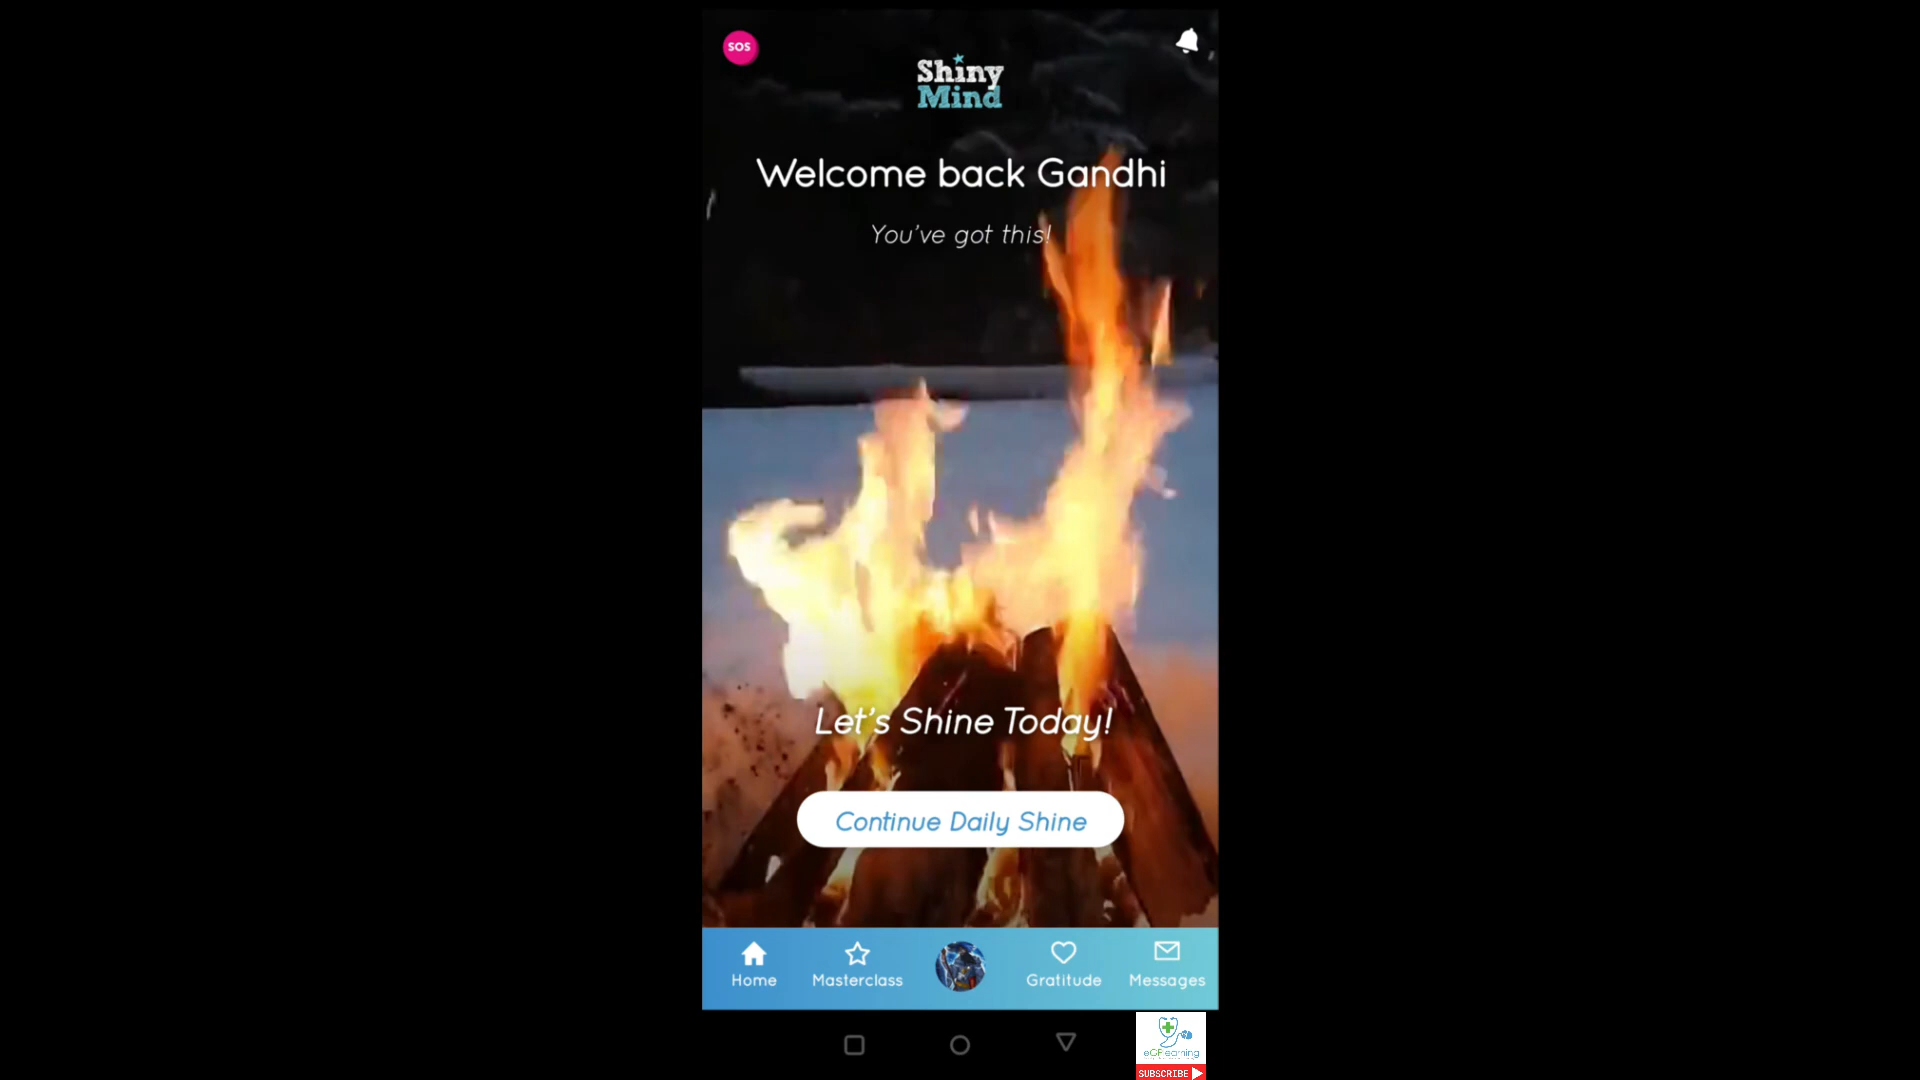 SOS
Shiny
Mind
Welcome back Gandhi
You've got this!
Let's Shine Today!
Continue Daily Shine
Home
Masterclass
Gratitude
Messages
eGPlearning
SUBSCRIBE